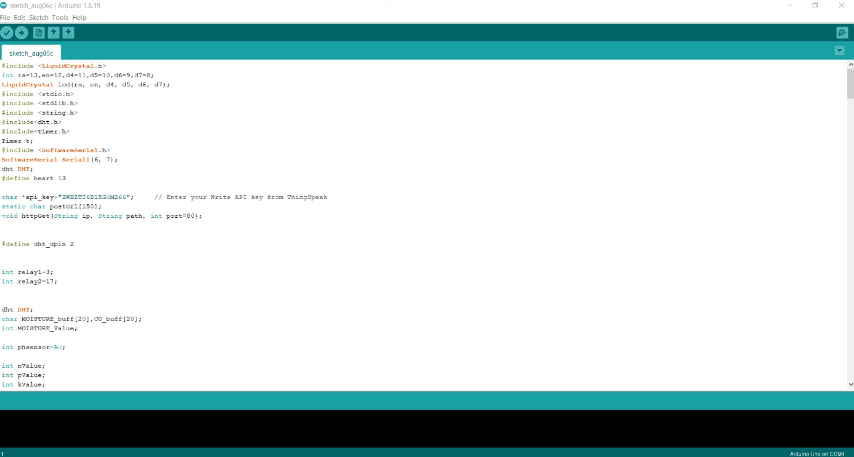 sketch_aug06c | Arduino 1.8.19
File Edit Sketch Tools Help
sketch_aug06c
#include <LiquidCrystal.h>
int rs=13,en=12,d4=11,d5=10,d6=9,d7=8;
LiquidCrystal lcd(rs, en, d4, d5, d6, d7);
#include <stdio.h>
#include <stdlib.h>
#include <string.h>
#include<dht.h>
#include<Timer.h>
Timer t;
#include <SoftwareSerial.h>
SoftwareSerial Serial1(6, 7);
dht DHT;
#define heart 13
char *api_key= // Enter your Write API key from ThingSpeak
static char postUrl[150];
void httpGet(String ip, String path, int port=80);
#define dht_dpin 2
int relay1=3;
int relay2=17;
dht DHT;
char MOISTURE_buff[20],CO_buff[20];
int MOISTURE_Value;
int phsensor=A0;
int nValue;
int pValue;
int kValue;
1
Arduino Uno on COM4